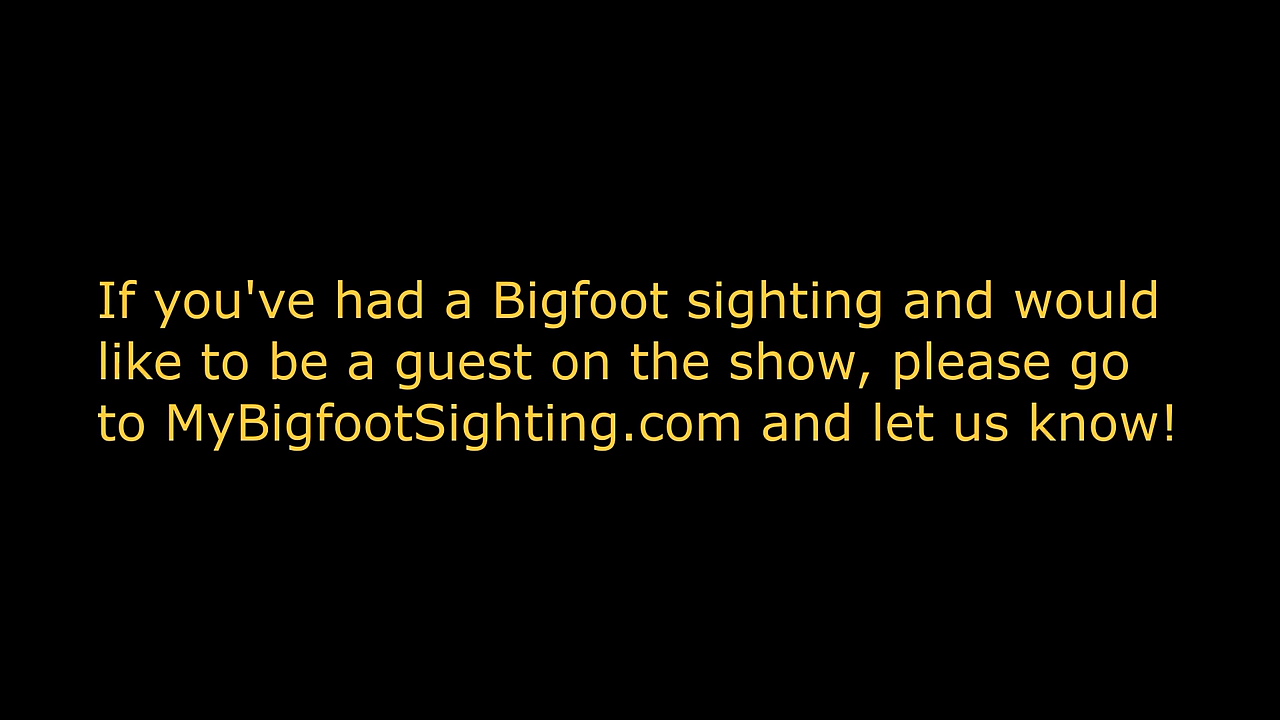 If you've had a Bigfoot sighting and would
like to be a guest on the show, please go
to MyBigfootSighting.com and let us know!